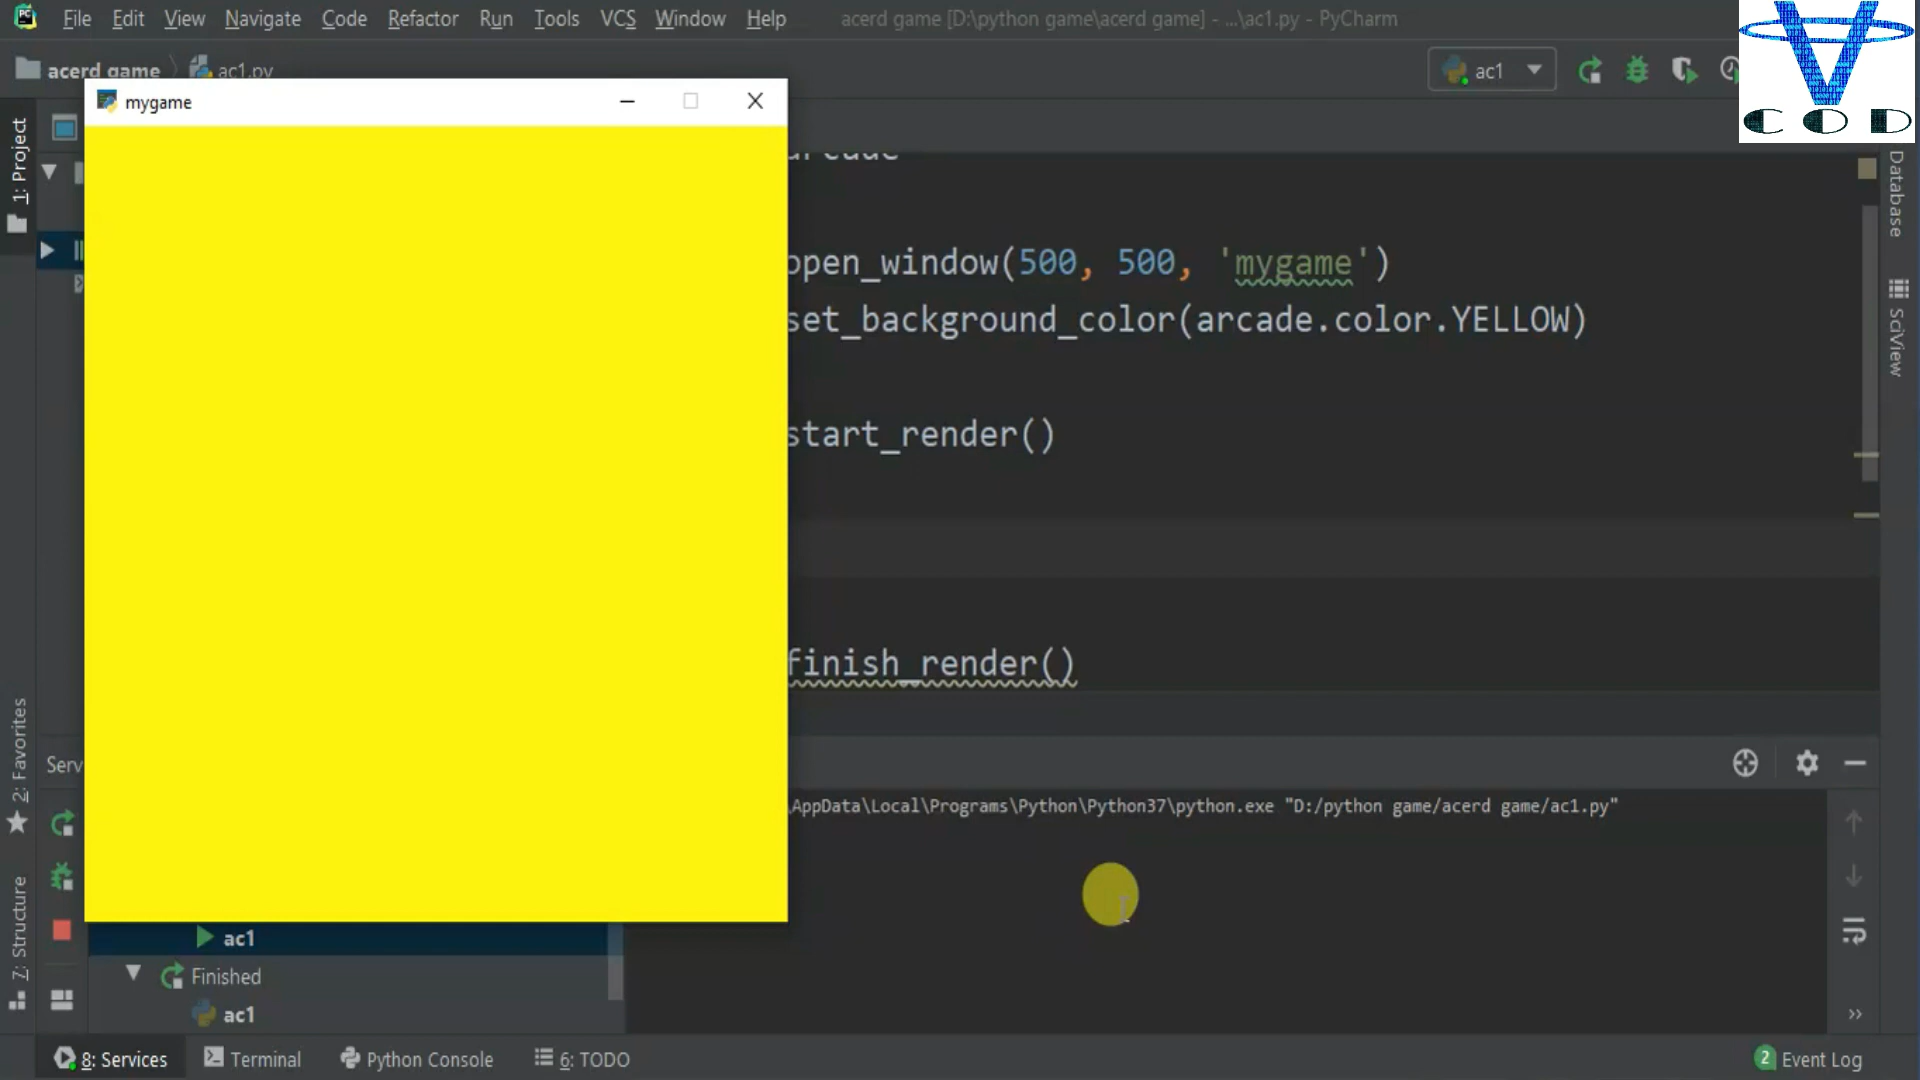 File Edit View Navigate Code Refactor Run Tools VCS Window Help acerd game [D:\python game\acerd game] - ...\ac1.py - PyCharm
acerd game ac1.py
ac1
COD
mygame
1: Project
Database
SciView
arcade
open_window(500, 500, 'mygame')
set_background_color(arcade.color.YELLOW)
start_render()
finish_render()
2: Favorites
7: Structure
Serv
\AppData\Local\Programs\Python\Python37\python.exe "D:/python game/acerd game/ac1.py"
ac1
Finished
ac1
8: Services Terminal Python Console 6: TODO 2 Event Log